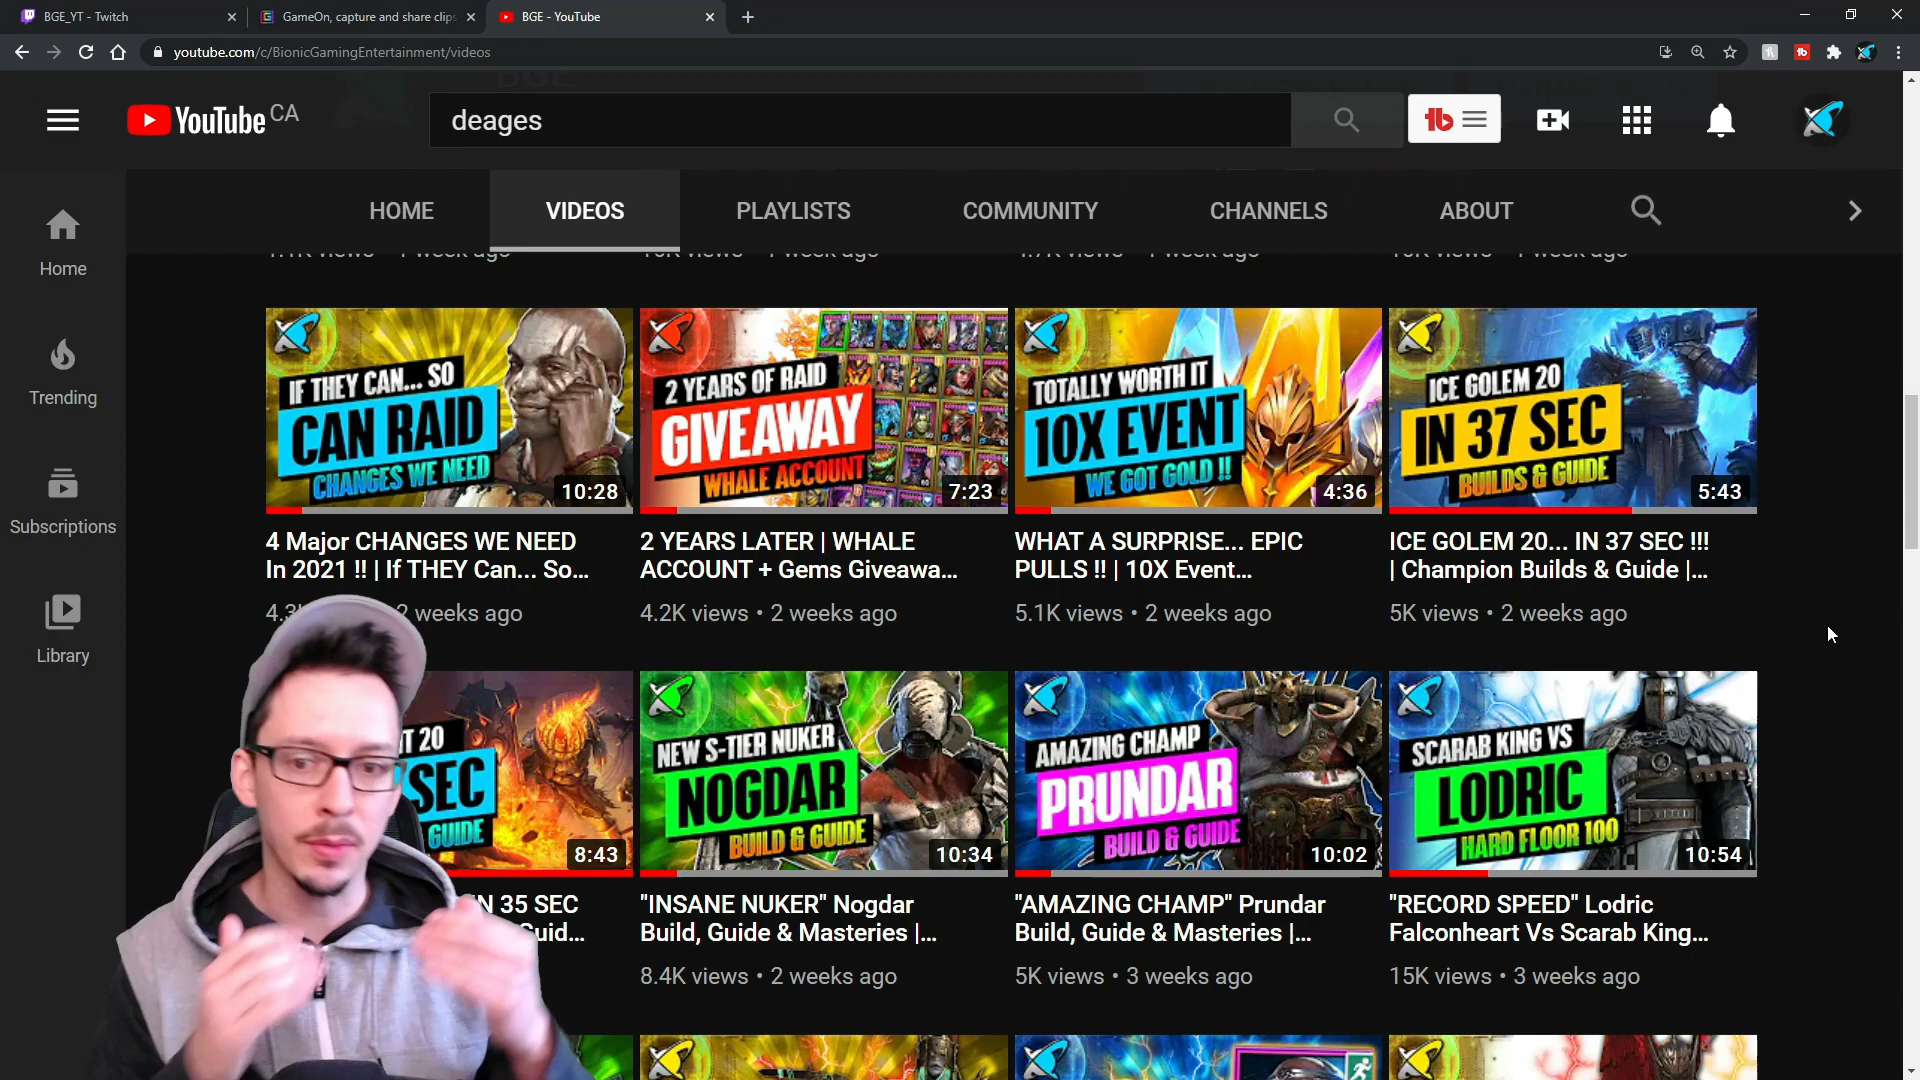 BGE_YT - Twitch
GameOn, capture and share clips
BGE - YouTube
youtube.com/c/BionicGamingEntertainment/videos
YouTube CA
deages
HOME
VIDEOS
PLAYLISTS
COMMUNITY
CHANNELS
ABOUT
Home
Trending
Subscriptions
Library
IF THEY CAN... SO
CAN RAID
CHANGES WE NEED
10:28
2 YEARS OF RAID
GIVEAWAY
WHALE ACCOUNT
7:23
TOTALLY WORTH IT
10X EVENT
WE GOT GOLD !!
4:36
ICE GOLEM 20
IN 37 SEC
BUILDS & GUIDE
5:43
4 Major CHANGES WE NEED
In 2021 !! | If THEY Can... So...
2 weeks ago
2 YEARS LATER | WHALE
ACCOUNT + Gems Giveawa...
4.2K views • 2 weeks ago
WHAT A SURPRISE... EPIC
PULLS !! | 10X Event...
5.1K views • 2 weeks ago
ICE GOLEM 20... IN 37 SEC !!!
| Champion Builds & Guide |...
5K views • 2 weeks ago
20
SEC
GUIDE
8:43
NEW S-TIER NUKER
NOGDAR
BUILD & GUIDE
10:34
AMAZING CHAMP
PRUNDAR
BUILD & GUIDE
10:02
SCARAB KING VS
LODRIC
HARD FLOOR 100
10:54
IN 35 SEC
"INSANE NUKER" Nogdar
Build, Guide & Masteries |...
8.4K views • 2 weeks ago
"AMAZING CHAMP" Prundar
Build, Guide & Masteries |...
5K views • 3 weeks ago
"RECORD SPEED" Lodric
Falconheart Vs Scarab King...
15K views • 3 weeks ago